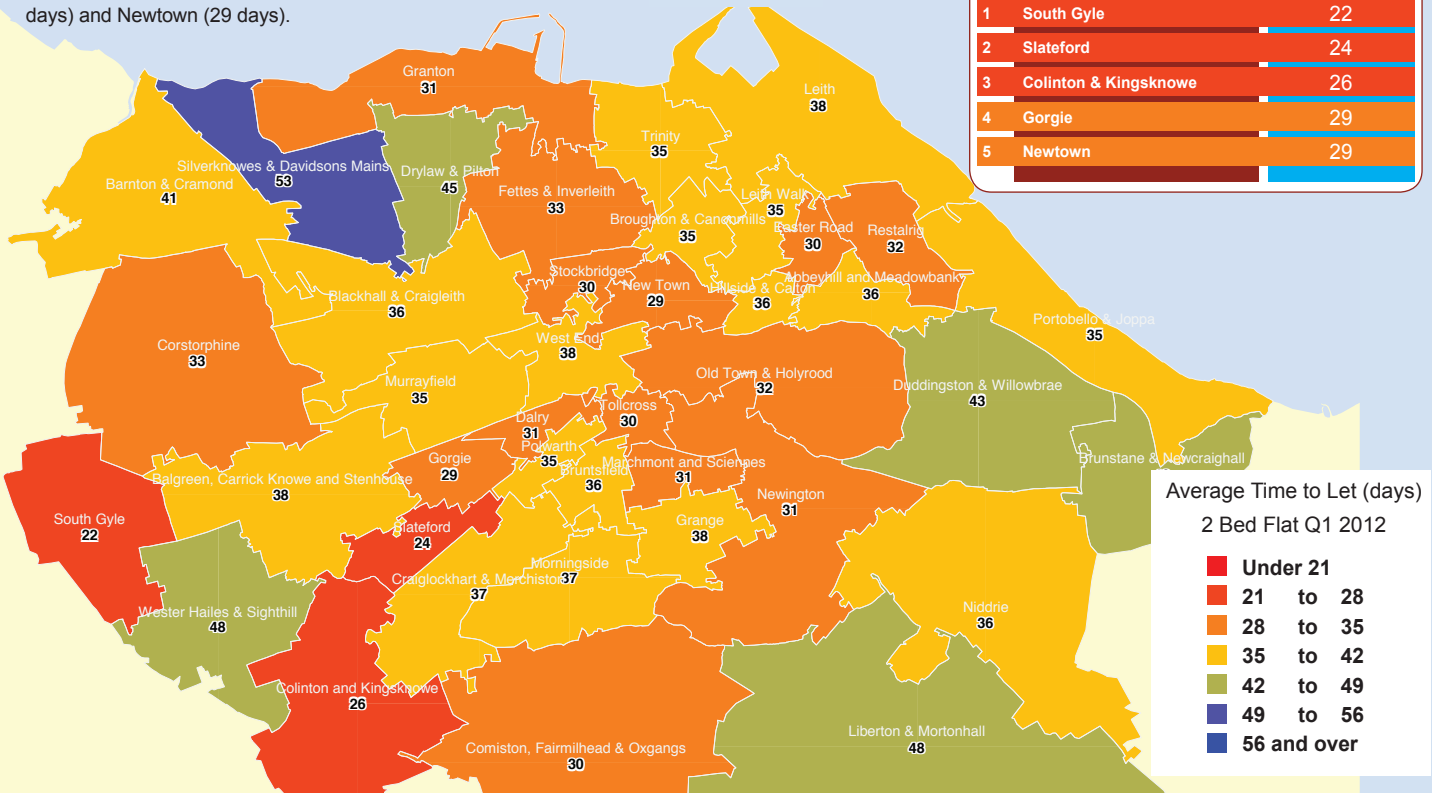 days) and Newtown (29 days).
1 South Gyle 22
2 Slateford 24
3 Colinton & Kingsknowe 26
4 Gorgie 29
5 Newtown 29
Granton
31
Leith
38
Trinity
35
Silverknowes & Davidsons Mains
53
Drylaw & Pilton
45
Barnton & Cramond
41
Fettes & Inverleith
33
Leith Walk
35
Broughton & Canonmills
35
Easter Road
30
Restalrig
32
Stockbridge
30
New Town
29
Hillside & Calton
36
Abbeyhill and Meadowbank
36
Blackhall & Craigleith
36
Portobello & Joppa
35
West End
38
Corstorphine
33
Murrayfield
35
Old Town & Holyrood
32
Duddingston & Willowbrae
43
Tollcross
30
Dalry
31
Polwarth
35
Gorgie
29
Bruntsfield
36
Marchmont and Sciennes
31
Brunstane & Newcraighall
Balgreen, Carrick Knowe and Stenhouse
38
Newington
31
South Gyle
22
Slateford
24
Grange
38
Morningside
37
Craiglockhart & Merchiston
37
Wester Hailes & Sighthill
48
Niddrie
36
Colinton and Kingsknowe
26
Liberton & Mortonhall
48
Comiston, Fairmilhead & Oxgangs
30
Average Time to Let (days)
2 Bed Flat Q1 2012
Under 21
21 to 28
28 to 35
35 to 42
42 to 49
49 to 56
56 and over